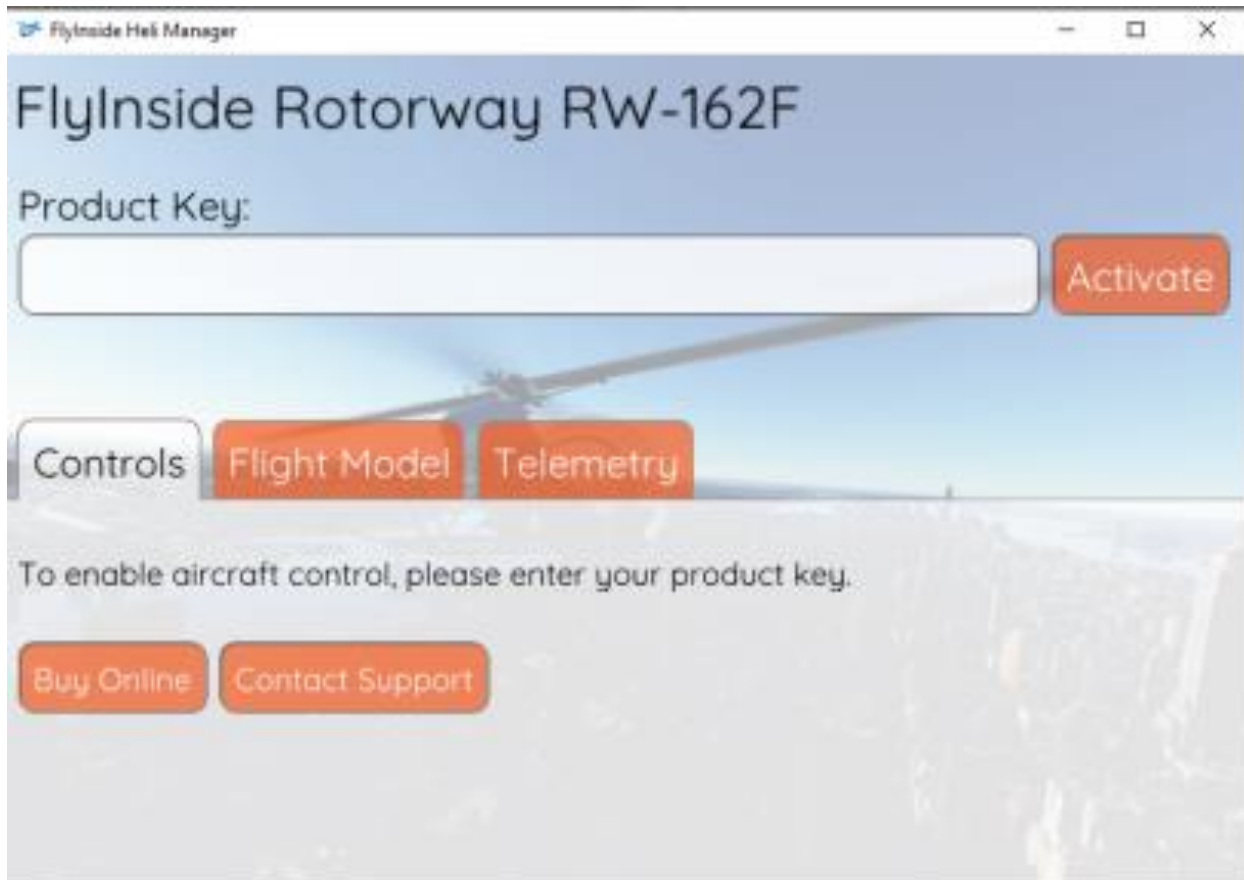 FlyInside Heli Manager
FlyInside Rotorway RW-162F
Product Key:
Activate
Controls Flight Model Telemetry
To enable aircraft control, please enter your product key.
Buy Online Contact Support